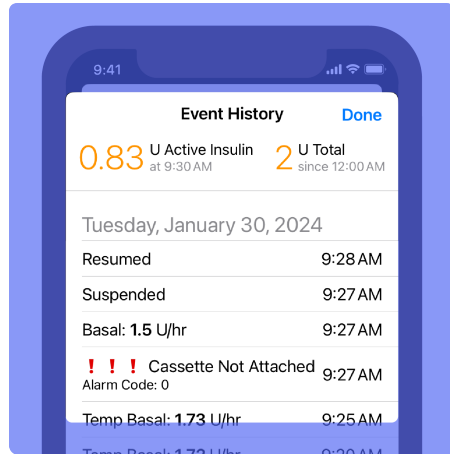 9:41
Event History Done
0.83 U Active Insulin 2 U Total
at 9:30 AM since 12:00 AM
Tuesday, January 30, 2024
Resumed 9:28 AM
Suspended 9:27 AM
Basal: 1.5 U/hr 9:27 AM
❗❗❗ Cassette Not Attached 9:27 AM
Alarm Code: 0
Temp Basal: 1.73 U/hr 9:25 AM